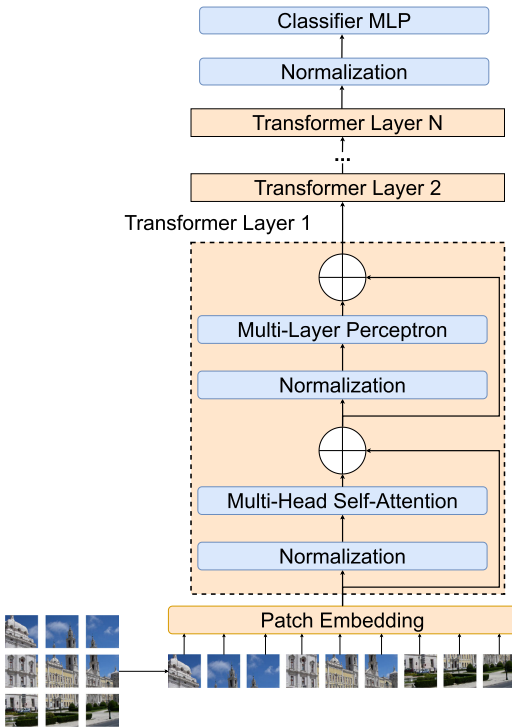 Classifier MLP
Normalization
Transformer Layer N
...
Transformer Layer 2
Transformer Layer 1
Multi-Layer Perceptron
Normalization
Multi-Head Self-Attention
Normalization
Patch Embedding